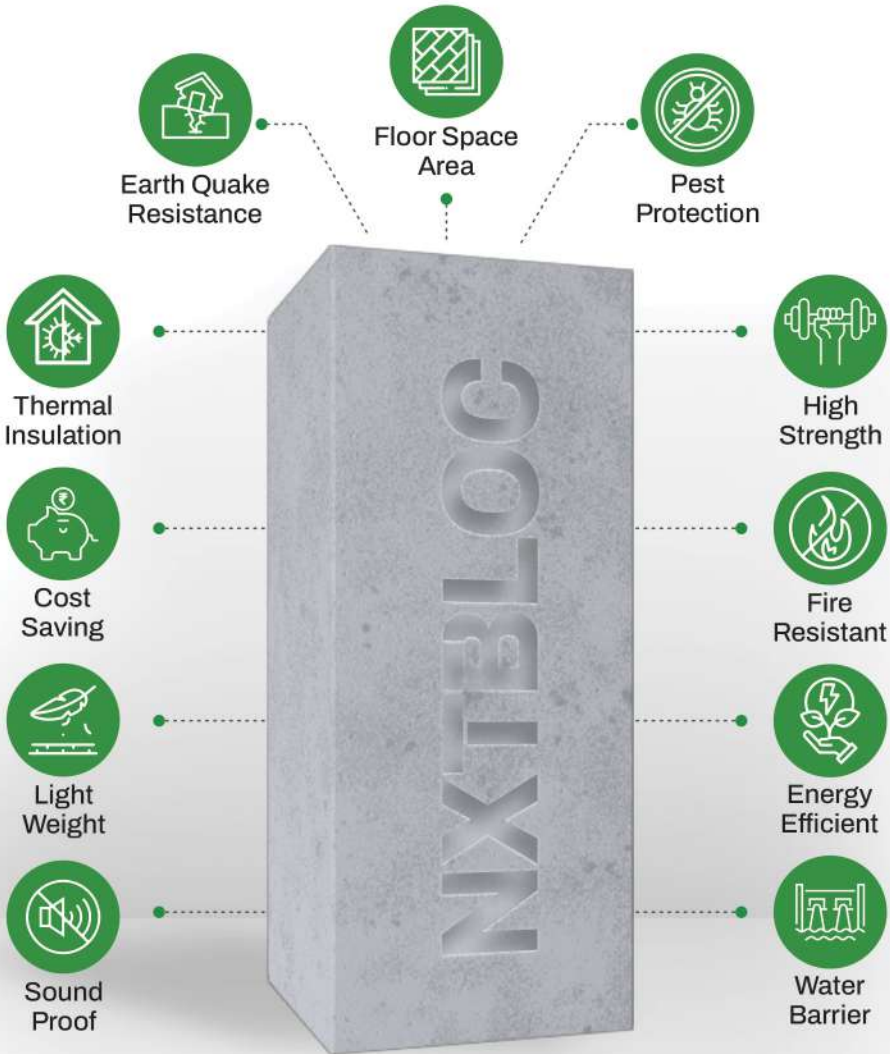 Floor Space
Area
Earth Quake
Resistance
Pest
Protection
Thermal
Insulation
High
Strength
₹
Cost
Saving
Fire
Resistant
Light
Weight
Energy
Efficient
Sound
Proof
Water
Barrier
NXTBLOC